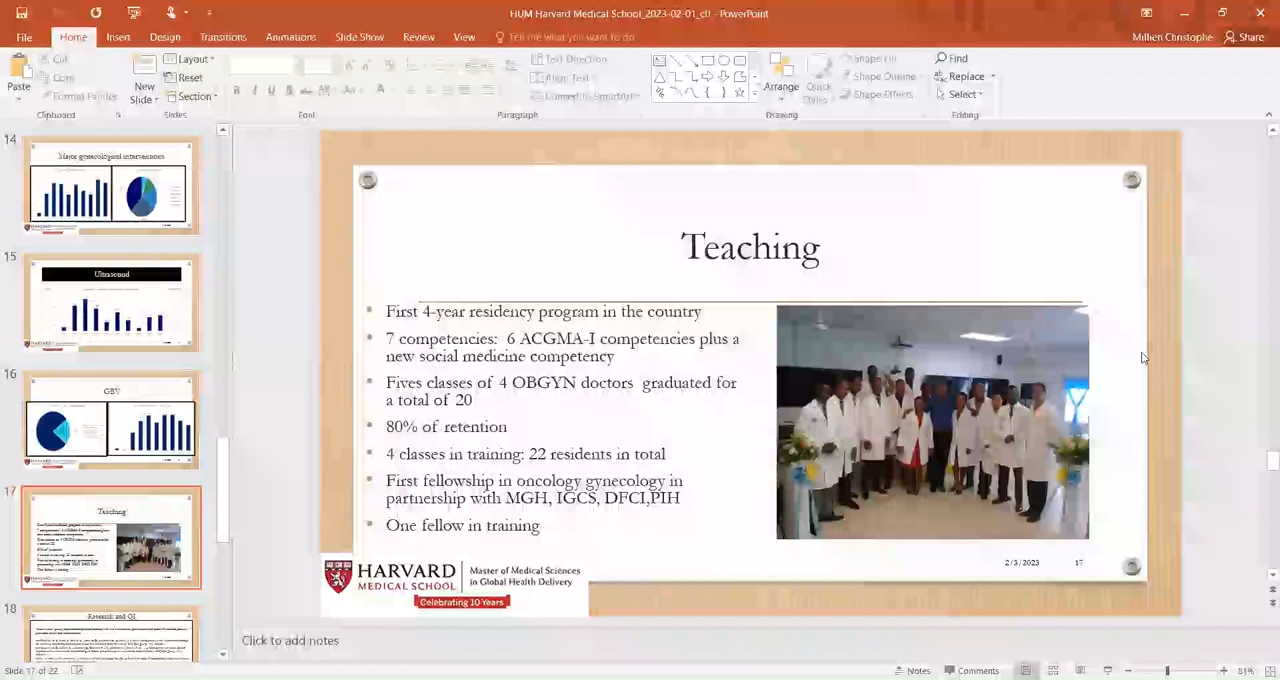 HUM Harvard Medical School_2023-02-01_ctl - PowerPoint
File Home Insert Design Transitions Animations Slide Show Review View Tell me what you want to do Millien Christophe Share
Paste
Cut
Copy
Format Painter
Clipboard
New
Slide
Layout
Reset
Section
Slides
Font
Text Direction
Align Text
Convert to SmartArt
Paragraph
Arrange
Quick
Styles
Shape Fill
Shape Outline
Shape Effects
Drawing
Find
Replace
Select
Editing
14
Major gynecological interventions
15
Ultrasound
16
GBV
17
Teaching
18
Research and QI
Teaching
First 4-year residency program in the country
7 competencies: 6 ACGMA-I competencies plus a
new social medicine competency
Fives classes of 4 OBGYN doctors graduated for
a total of 20
80% of retention
4 classes in training: 22 residents in total
First fellowship in oncology gynecology in
partnership with MGH, IGCS, DFCI,PIH
One fellow in training
2/3/2023 17
HARVARD
MEDICAL SCHOOL
Master of Medical Sciences
in Global Health Delivery
Celebrating 10 Years
Click to add notes
Slide 17 of 22 Notes Comments 81%